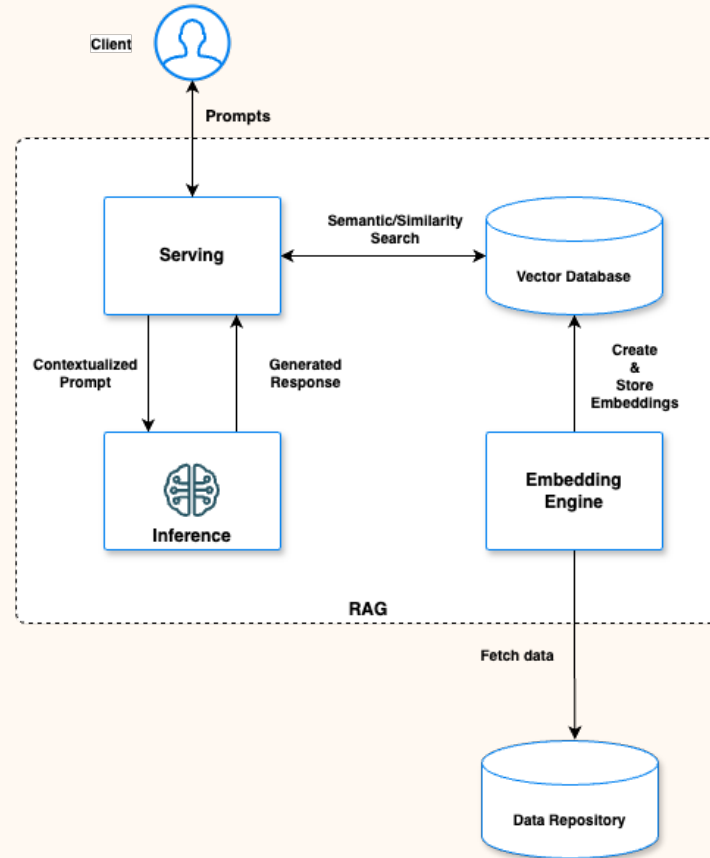 Client
Prompts
Semantic/Similarity
Search
Serving
Vector Database
Contextualized
Prompt
Generated
Response
Create
&
Store
Embeddings
Embedding
Engine
Inference
RAG
Fetch data
Data Repository